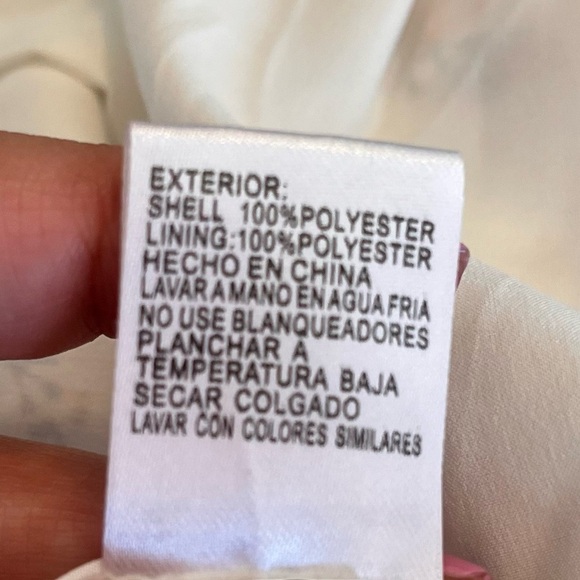 EXTERIOR:
SHELL 100%POLYESTER
LINING:100%POLYESTER
HECHO EN CHINA
LAVAR A MANO EN AGUA FRIA
NO USE BLANQUEADORES
PLANCHAR A
TEMPERATURA BAJA
SECAR COLGADO
LAVAR CON COLORES SIMILARES